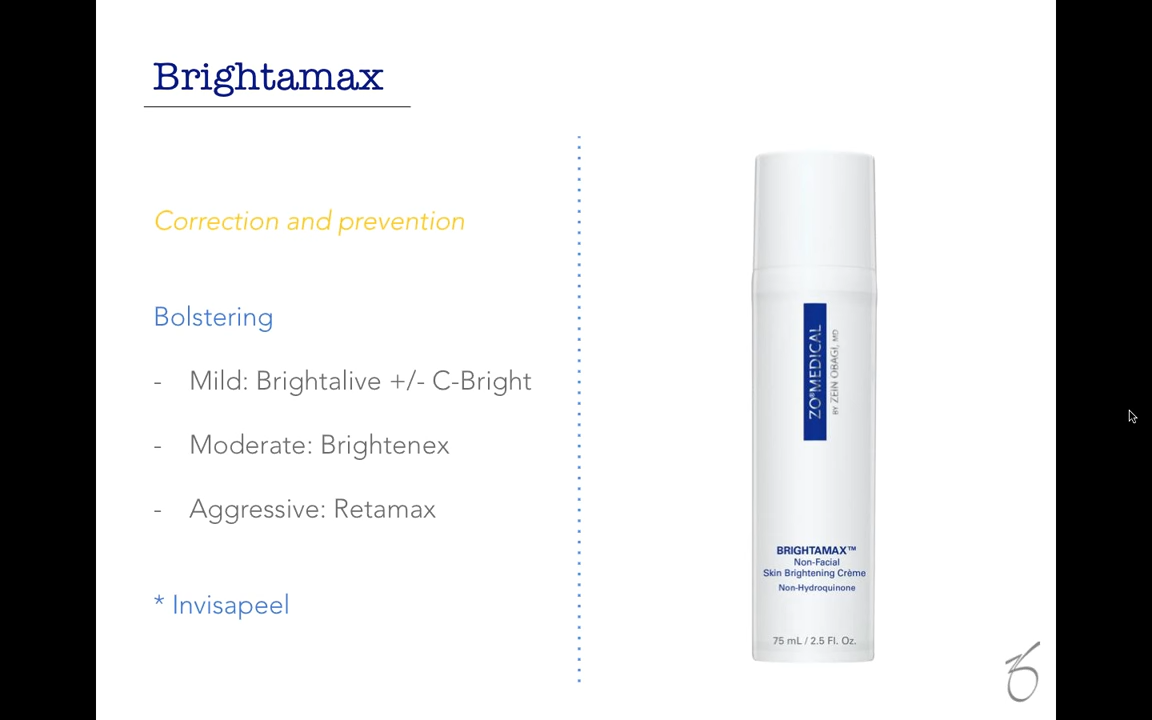 Brightamax
Correction and prevention
Bolstering
- Mild: Brightalive +/- C-Bright
- Moderate: Brightenex
- Aggressive: Retamax
* Invisapeel
ZO® MEDICAL
BY ZEIN OBAGI, MD
BRIGHTAMAX™
Non-Facial
Skin Brightening Crème
Non-Hydroquinone
75 mL / 2.5 Fl. Oz.